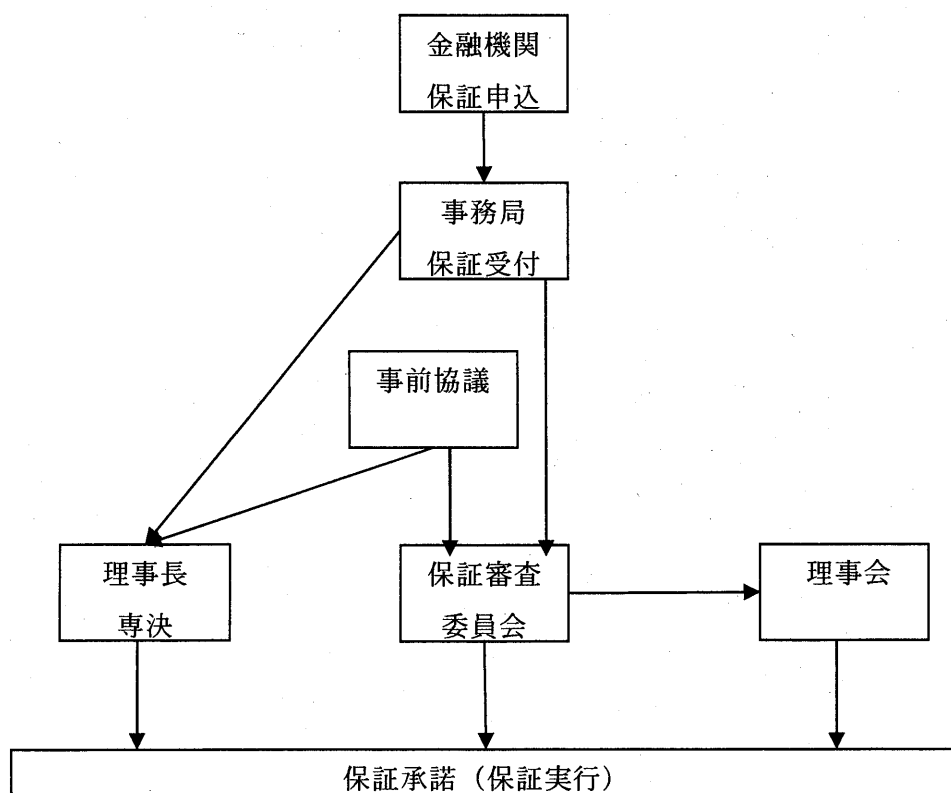 金融機関
保証申込
事務局
保証受付
事前協議
理事長
専決
保証審査
委員会
理事会
保証承諾（保証実行）